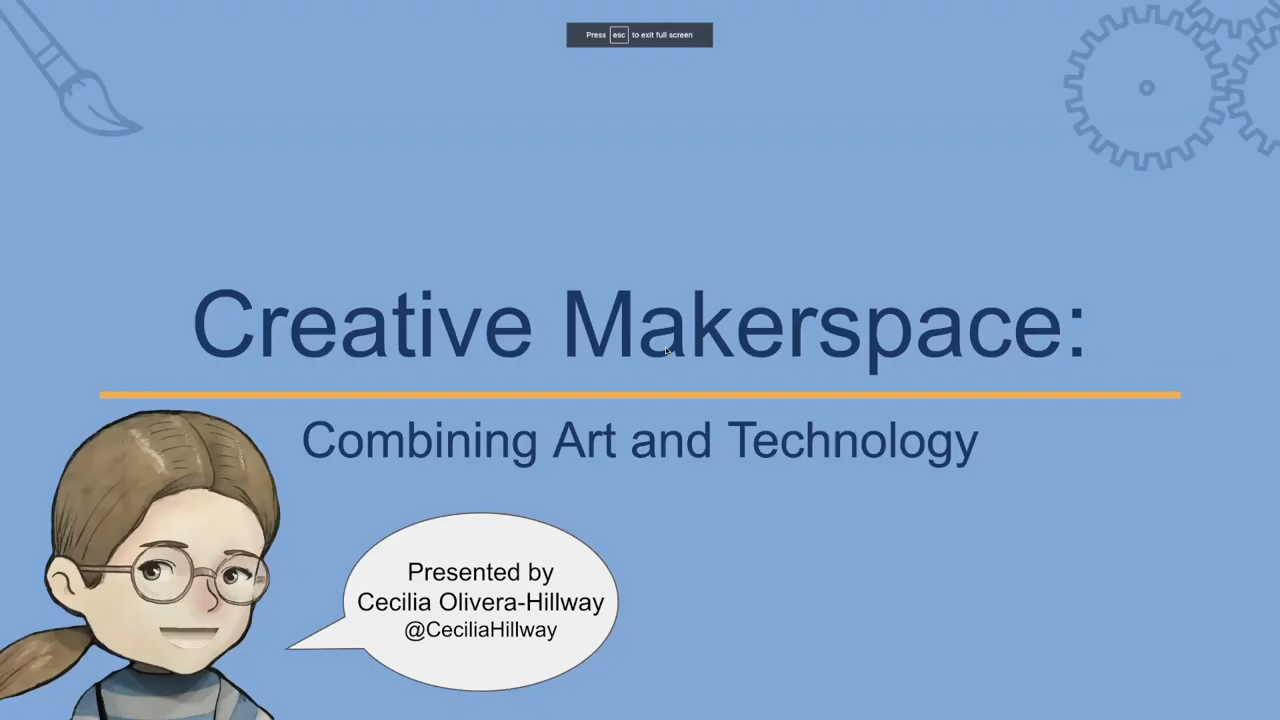 Press esc to exit full screen
Creative Makerspace:
Combining Art and Technology
Presented by
Cecilia Olivera-Hillway
@CeciliaHillway